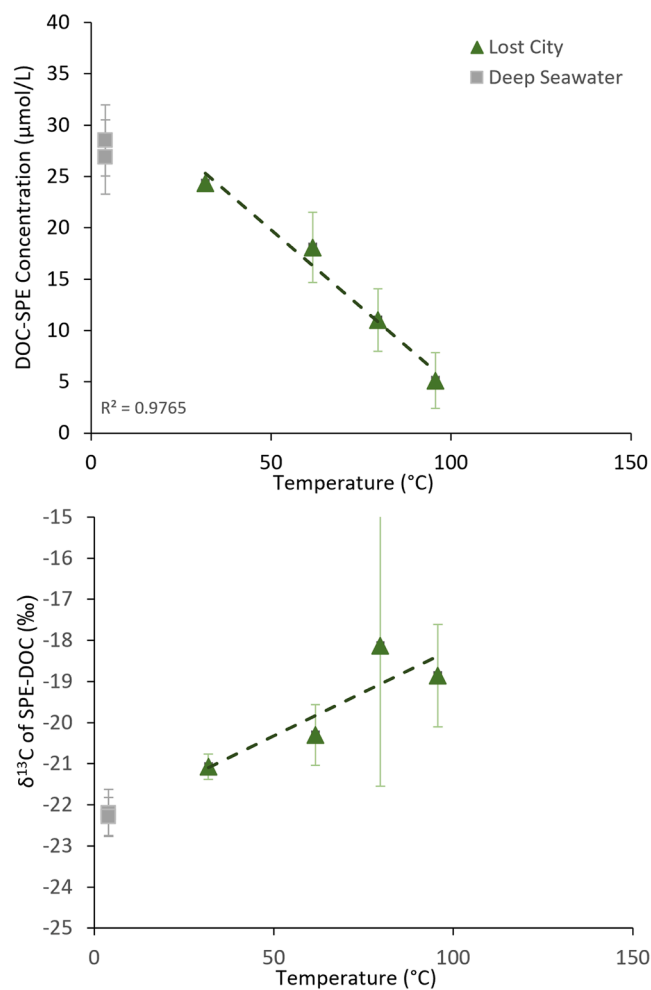 40
35
30
25
20
15
10
5
0
DOC-SPE Concentration (µmol/L)
Lost City
Deep Seawater
R² = 0.9765
0 50 100 150
Temperature (°C)
-15
-16
-17
-18
-19
-20
-21
-22
-23
-24
-25
δ¹³C of SPE-DOC (‰)
0 50 100 150
Temperature (°C)